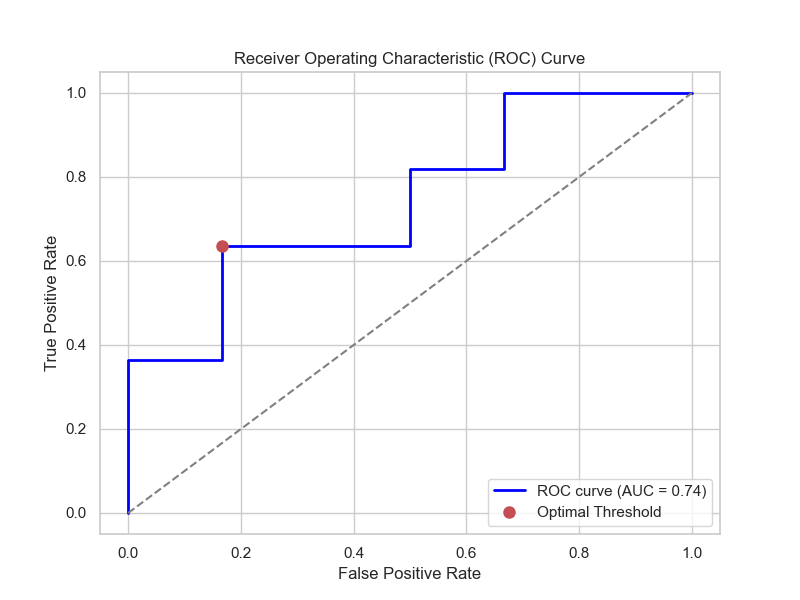 Receiver Operating Characteristic (ROC) Curve
True Positive Rate
1.0
0.8
0.6
0.4
0.2
0.0
0.0 0.2 0.4 0.6 0.8 1.0
False Positive Rate
ROC curve (AUC = 0.74)
Optimal Threshold